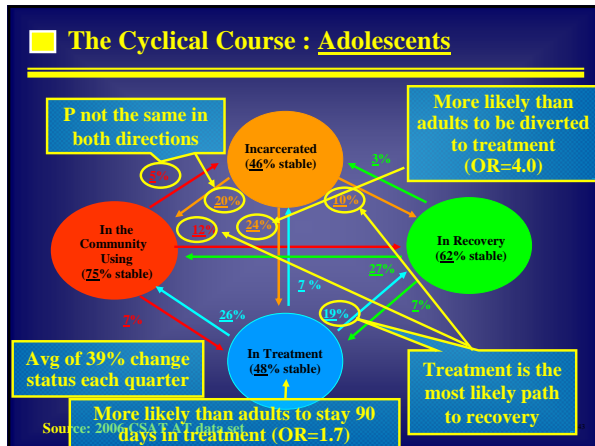 The Cyclical Course : Adolescents
P not the same in
both directions
More likely than
adults to be diverted
to treatment
(OR=4.0)
Incarcerated
(46% stable)
5%
3%
20%
10%
24%
12%
In the
Community
Using
(75% stable)
In Recovery
(62% stable)
27%
7 %
7%
26%
19%
7%
In Treatment
(48% stable)
Avg of 39% change
status each quarter
Treatment is the
most likely path
to recovery
More likely than adults to stay 90
days in treatment (OR=1.7)
Source: 2006 CSAT AT data set